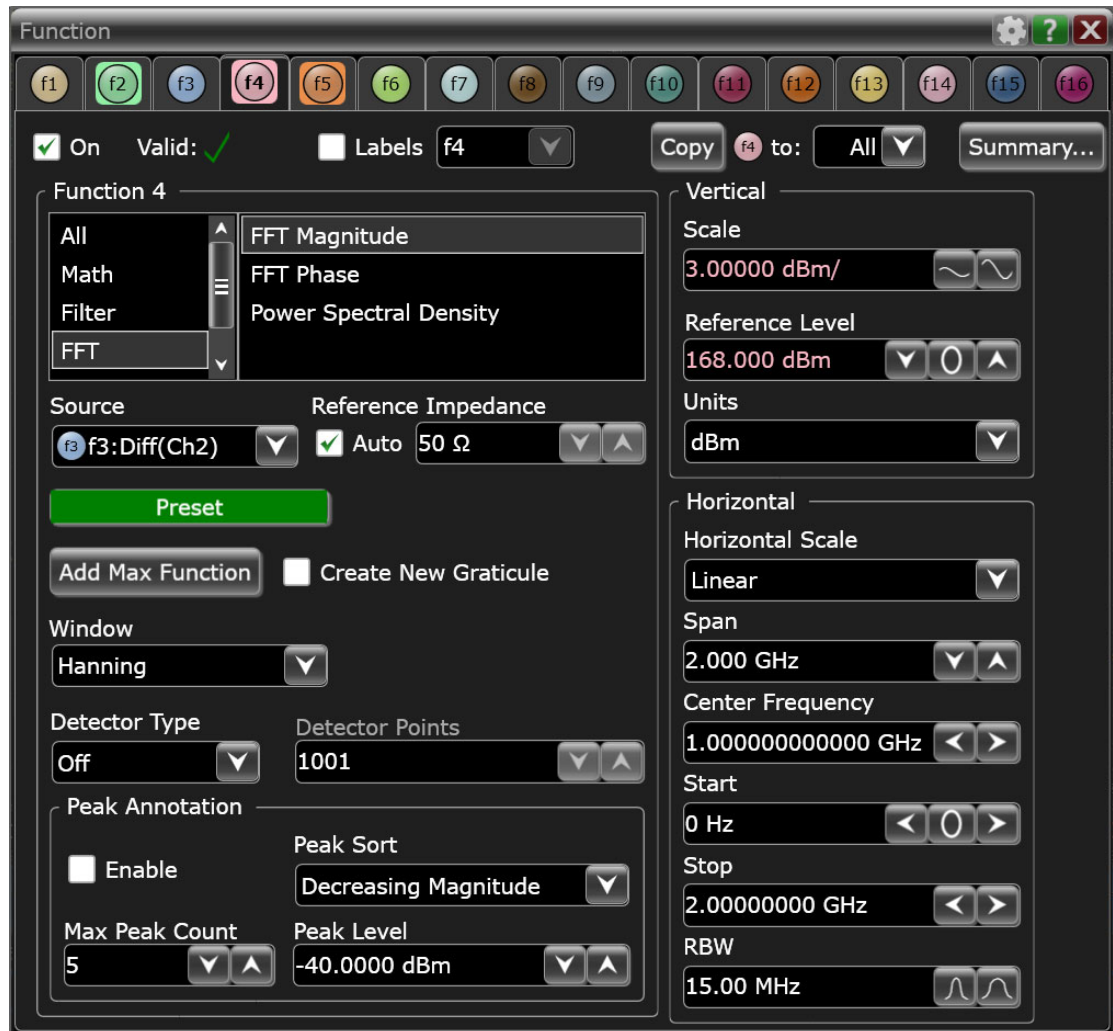 Function ?
f1 f2 f3 f4 f5 f6 f7 f8 f9 f10 f11 f12 f13 f14 f15 f16
On Valid: Labels f4 Copy f4 to: All Summary...
Function 4
All
Math
Filter
FFT
FFT Magnitude
FFT Phase
Power Spectral Density
Source Reference Impedance
f3 f3:Diff(Ch2) Auto 50 Ω
Preset
Add Max Function Create New Graticule
Window
Hanning
Detector Type Detector Points
Off 1001
Peak Annotation
Enable
Peak Sort
Decreasing Magnitude
Max Peak Count Peak Level
5 -40.0000 dBm
Vertical
Scale
3.00000 dBm/
Reference Level
168.000 dBm 0
Units
dBm
Horizontal
Horizontal Scale
Linear
Span
2.000 GHz
Center Frequency
1.000000000000 GHz
Start
0 Hz 0
Stop
2.00000000 GHz
RBW
15.00 MHz